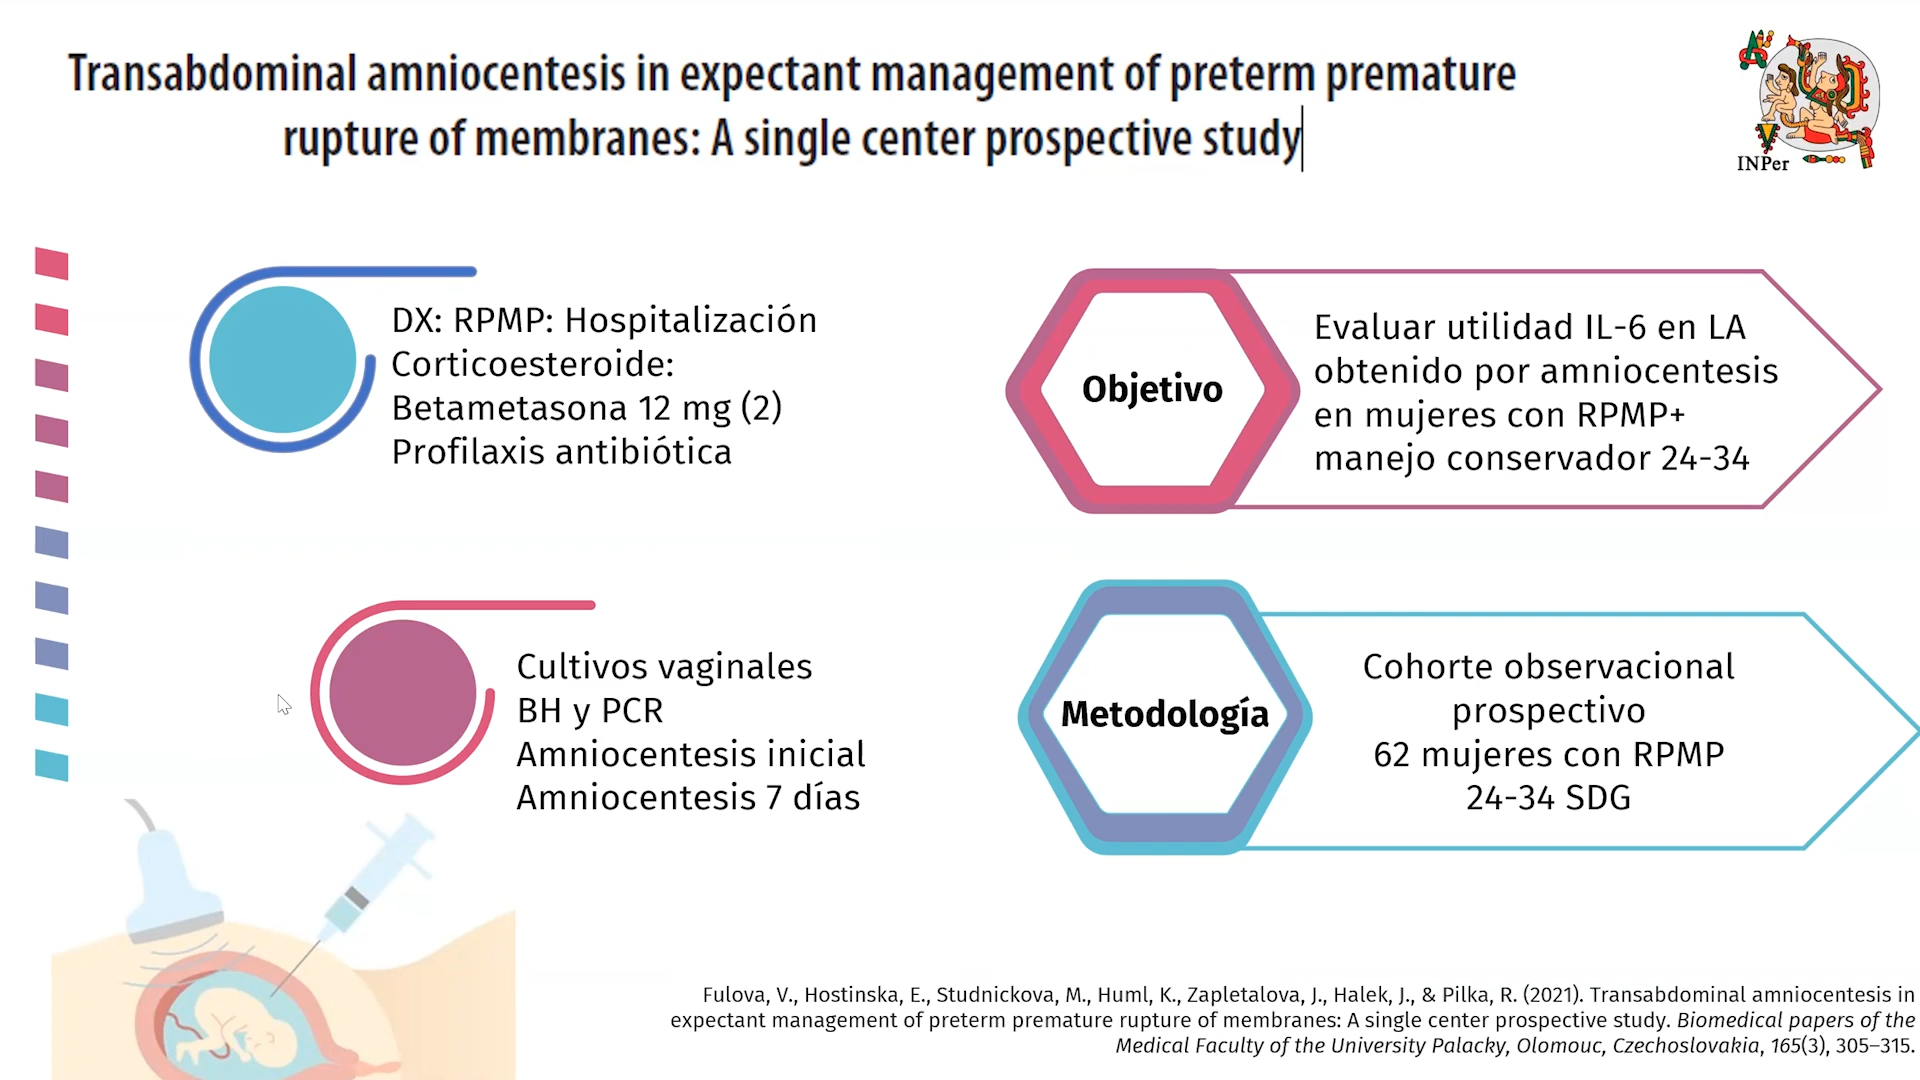 Transabdominal amniocentesis in expectant management of preterm premature
rupture of membranes: A single center prospective study
INPer
DX: RPMP: Hospitalización
Corticoesteroide:
Betametasona 12 mg (2)
Profilaxis antibiótica
Objetivo
Evaluar utilidad IL-6 en LA
obtenido por amniocentesis
en mujeres con RPMP+
manejo conservador 24-34
Cultivos vaginales
BH y PCR
Amniocentesis inicial
Amniocentesis 7 días
Metodología
Cohorte observacional
prospectivo
62 mujeres con RPMP
24-34 SDG
Fulova, V., Hostinska, E., Studnickova, M., Huml, K., Zapletalova, J., Halek, J., & Pilka, R. (2021). Transabdominal amniocentesis in
expectant management of preterm premature rupture of membranes: A single center prospective study. Biomedical papers of the
Medical Faculty of the University Palacky, Olomouc, Czechoslovakia, 165(3), 305–315.